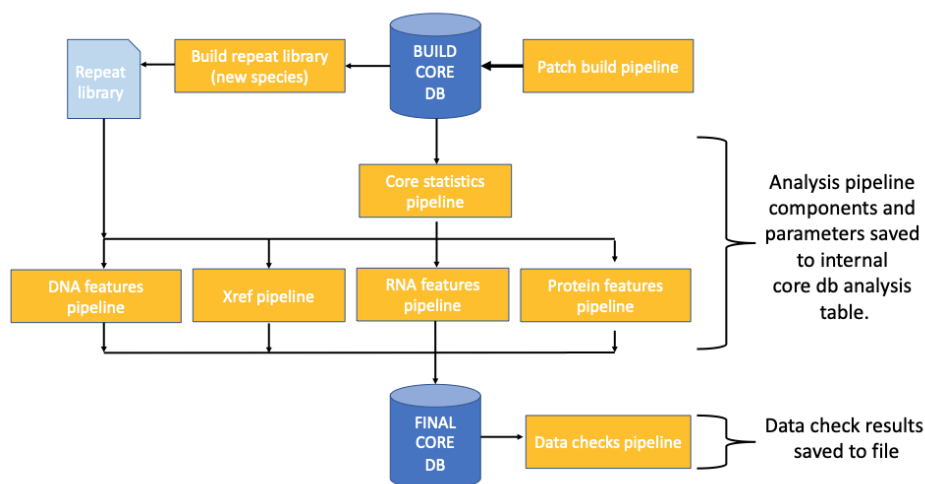 Repeat
library
Build repeat library
(new species)
BUILD
CORE
DB
Patch build pipeline
Core statistics
pipeline
DNA features
pipeline
Xref pipeline
RNA features
pipeline
Protein features
pipeline
Analysis pipeline
components and
parameters saved
to internal
core db analysis
table.
FINAL
CORE
DB
Data checks pipeline
Data check results
saved to file